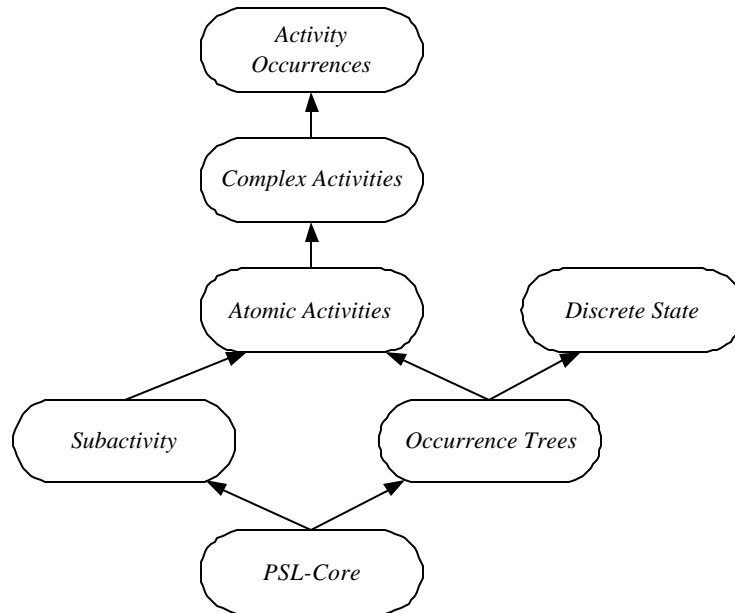 Activity
Occurrences
Complex Activities
Atomic Activities
Discrete State
Subactivity
Occurrence Trees
PSL-Core